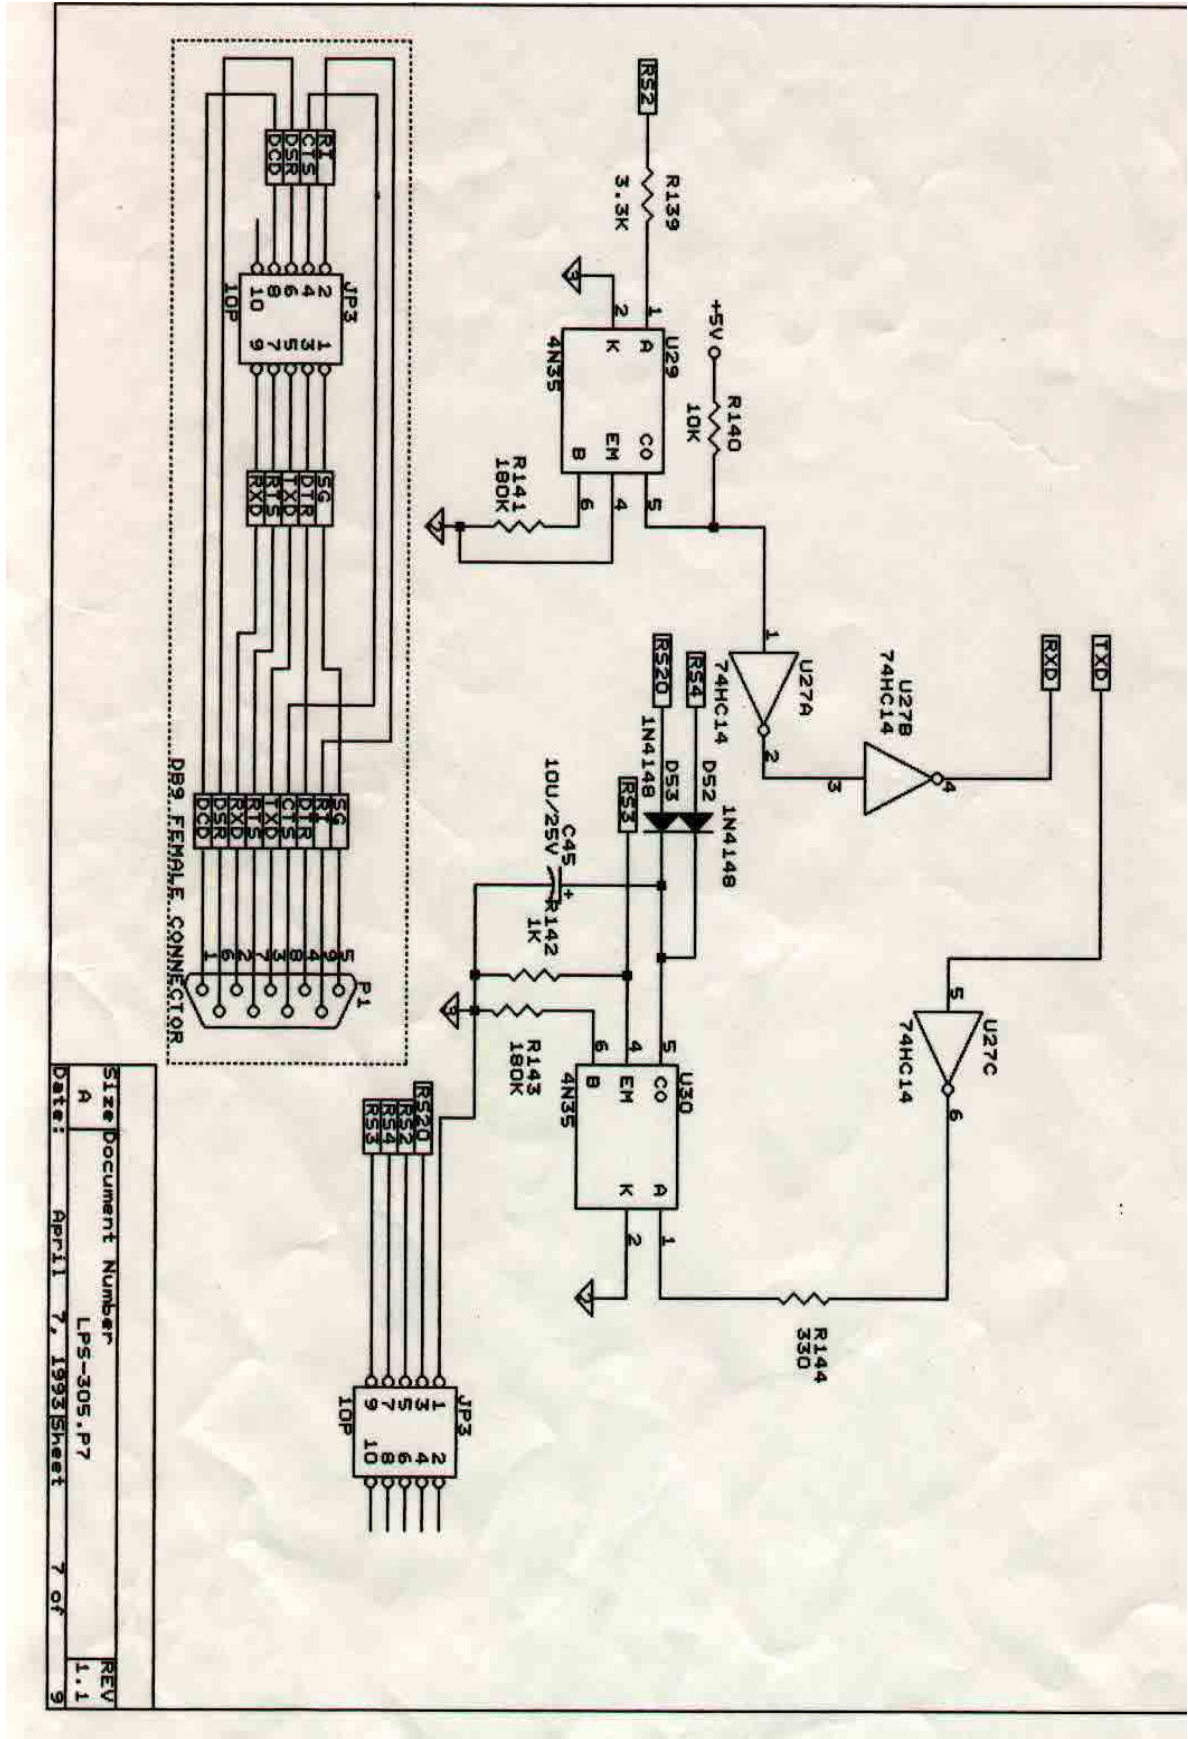 TXD
RXD
U27B
74HC14
3
4
5
U27C
74HC14
6
U27A
74HC14
1
2
R144
330
+5V
R140
10K
RS2
R139
3.3K
U29
4N35
1
2
A
K
CO
EM
B
5
4
6
R141
180K
2
3
RS4
RS20
D52
1N4148
D53
1N4148
RS3
C45
10U/25V
+
R142
1K
R143
180K
3
U30
4N35
5
4
6
CO
EM
B
A
K
1
2
2
RS20
RS2
RS4
RS3
JP3
1 2
3 4
5 6
7 8
9 10
10P
RI
CTS
DSR
DCD
JP3
2 1
4 3
6 5
8 7
10 9
10P
SG
DTR
TXD
RTS
RXD
SG
RI
DTR
CTS
TXD
RTS
RXD
DSR
DCD
5
9
4
8
3
7
2
6
1
P1
DB9 FEMALE CONNECTOR
Size Document Number REV
A LPS-305.P7 1.1
Date: April 7, 1993 Sheet 7 of 9